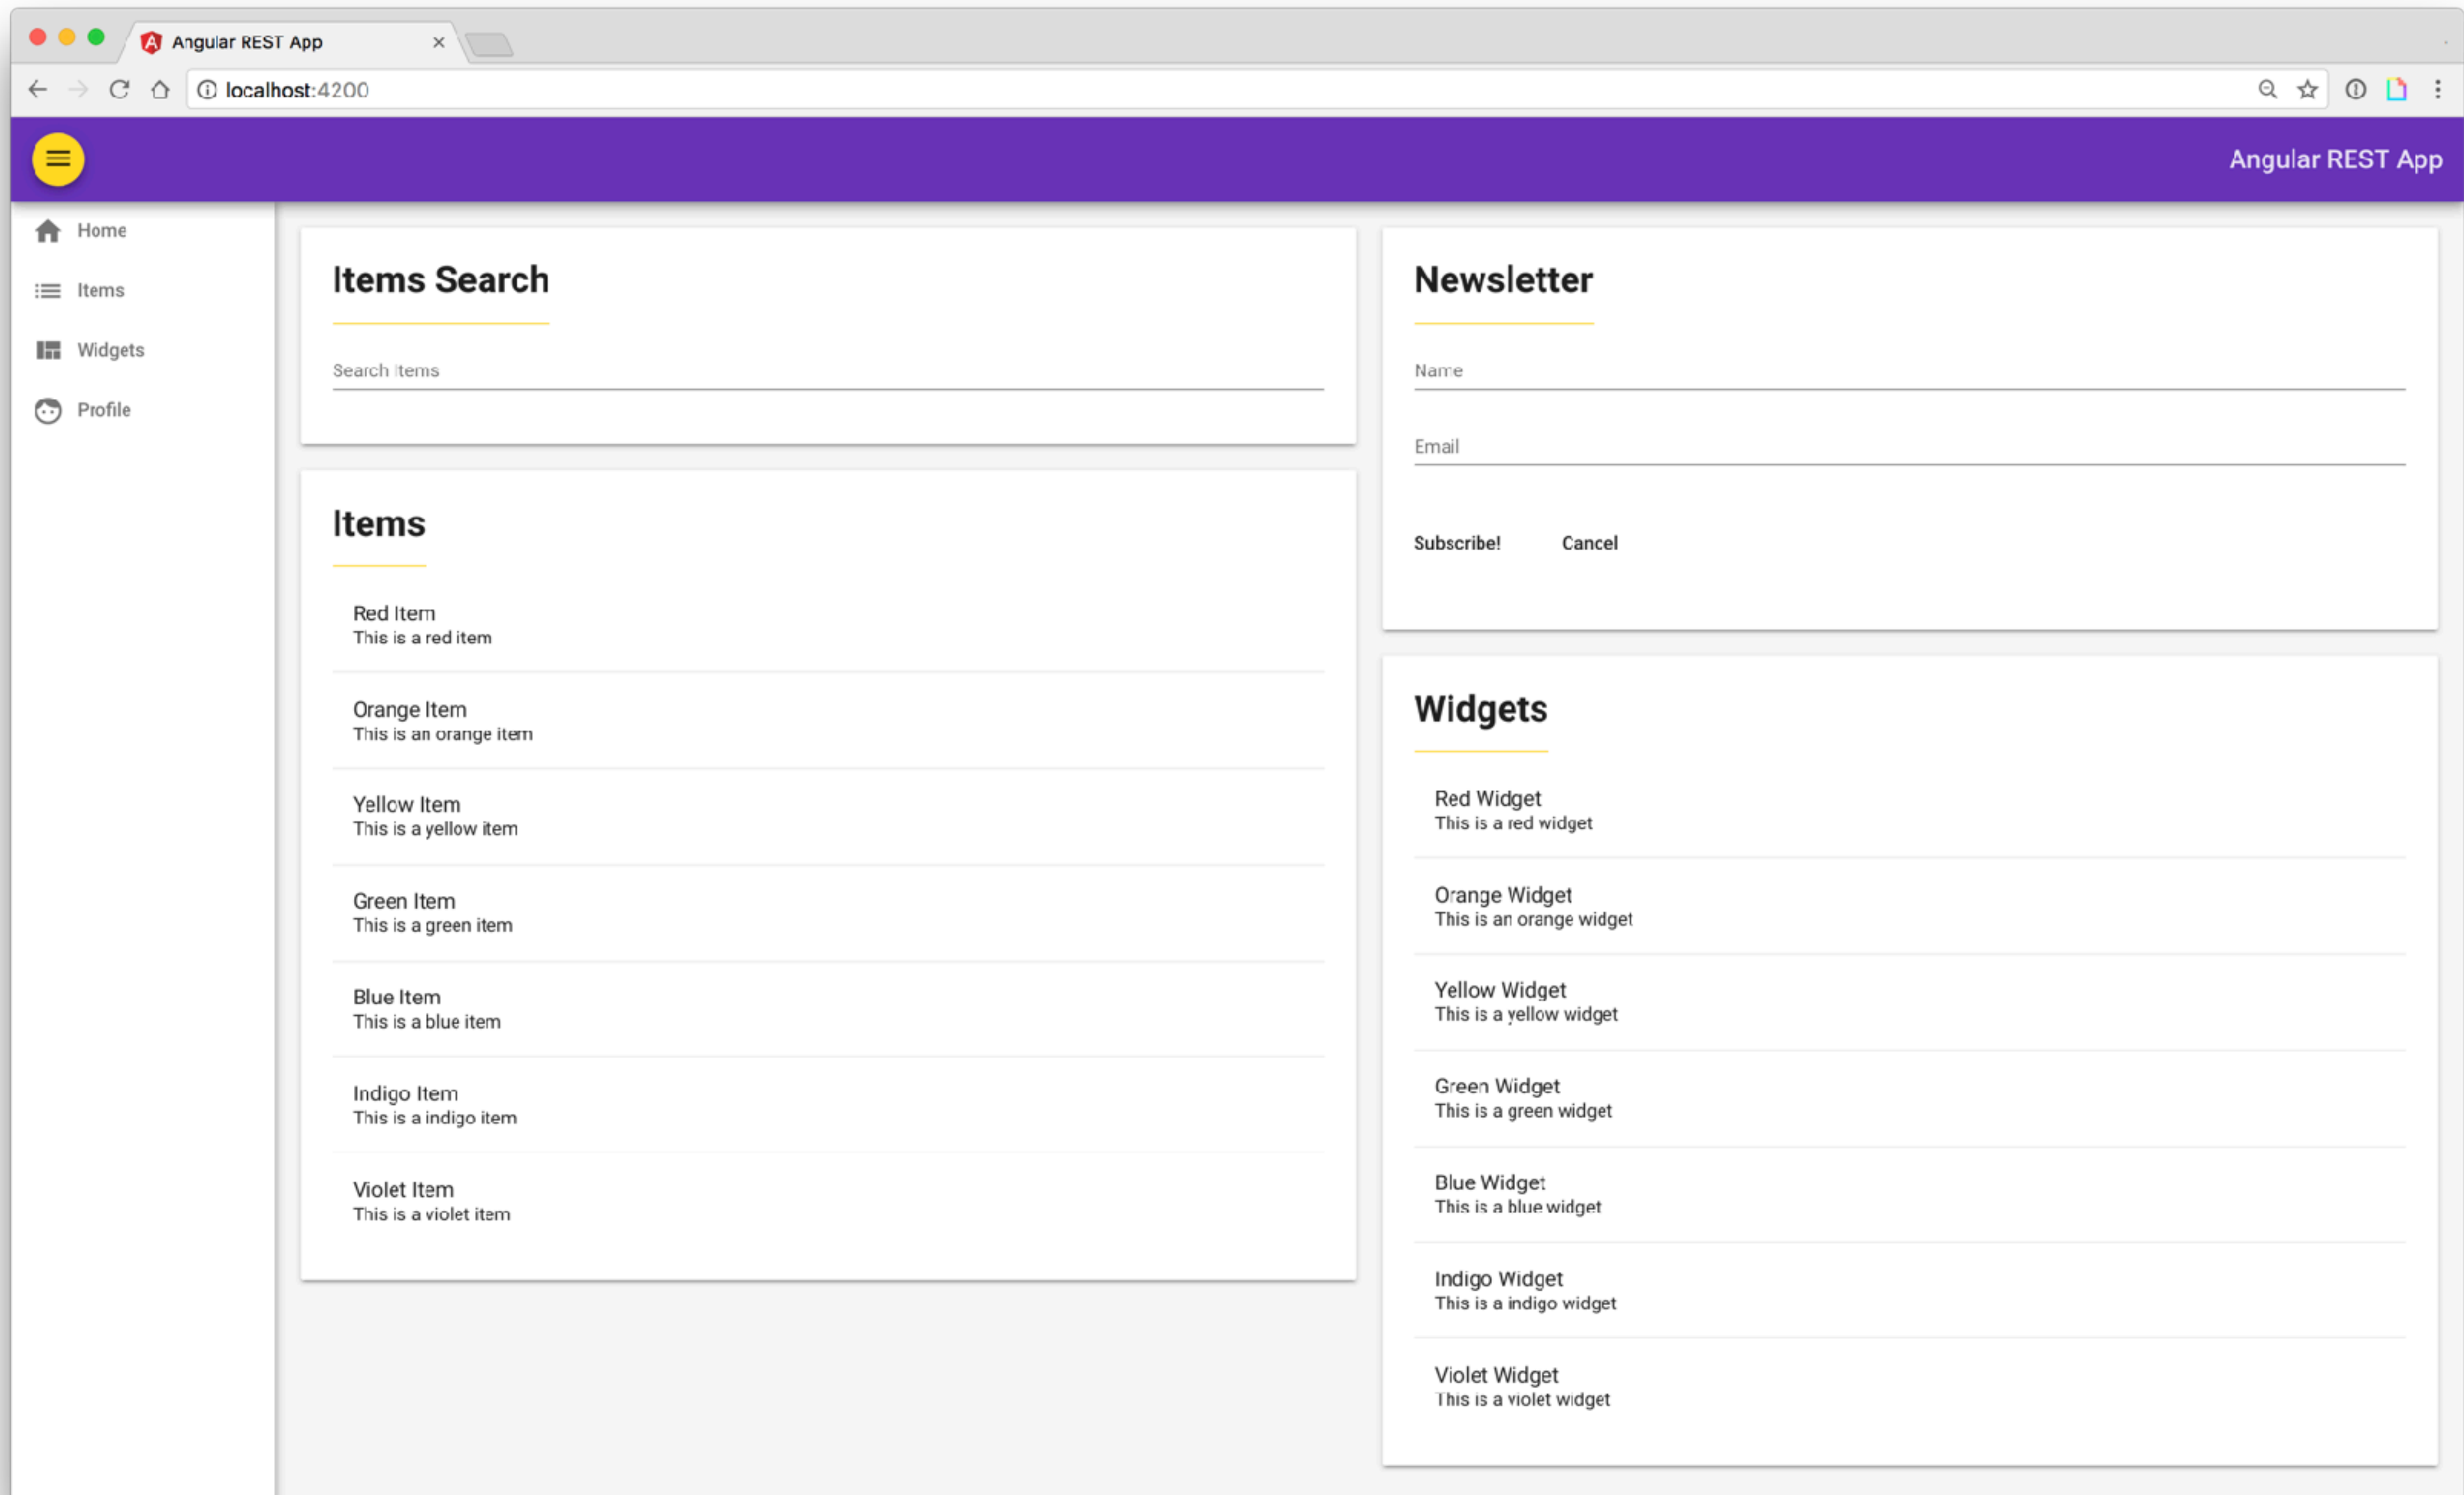 Angular REST App
localhost:4200
Angular REST App
Home
Items
Widgets
Profile
Items Search
Search Items
Items
Red Item
This is a red item
Orange Item
This is an orange item
Yellow Item
This is a yellow item
Green Item
This is a green item
Blue Item
This is a blue item
Indigo Item
This is a indigo item
Violet Item
This is a violet item
Newsletter
Name
Email
Subscribe! Cancel
Widgets
Red Widget
This is a red widget
Orange Widget
This is an orange widget
Yellow Widget
This is a yellow widget
Green Widget
This is a green widget
Blue Widget
This is a blue widget
Indigo Widget
This is a indigo widget
Violet Widget
This is a violet widget